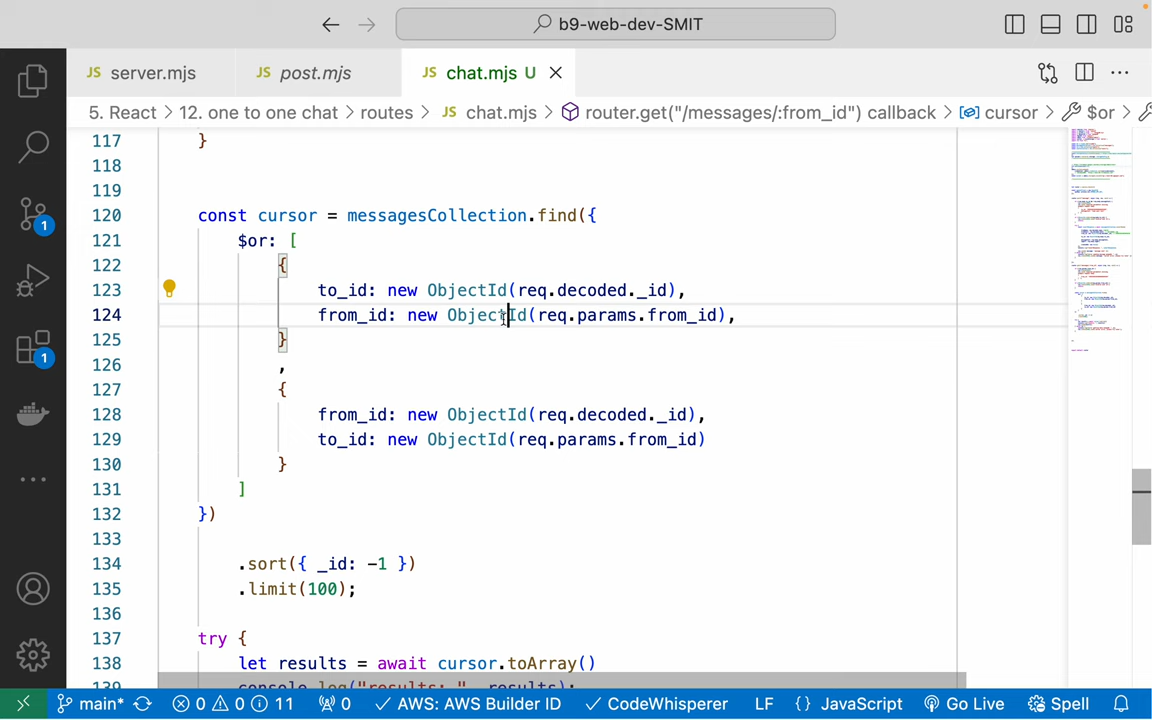 b9-web-dev-SMIT
JS server.mjs JS post.mjs JS chat.mjs U
5. React > 12. one to one chat > routes > JS chat.mjs > router.get("/messages/:from_id") callback > cursor > $or >
117 }
118
119
120 const cursor = messagesCollection.find({
121 $or: [
122 {
123 to_id: new ObjectId(req.decoded._id),
124 from_id: new ObjectId(req.params.from_id),
125 }
126 ,
127 {
128 from_id: new ObjectId(req.decoded._id),
129 to_id: new ObjectId(req.params.from_id)
130 }
131 ]
132 })
133
134 .sort({ _id: -1 })
135 .limit(100);
136
137 try {
138 let results = await cursor.toArray()
139 console.log("results: ", results);
1
1
main* 0 0 11 0 AWS: AWS Builder ID CodeWhisperer LF {} JavaScript Go Live Spell